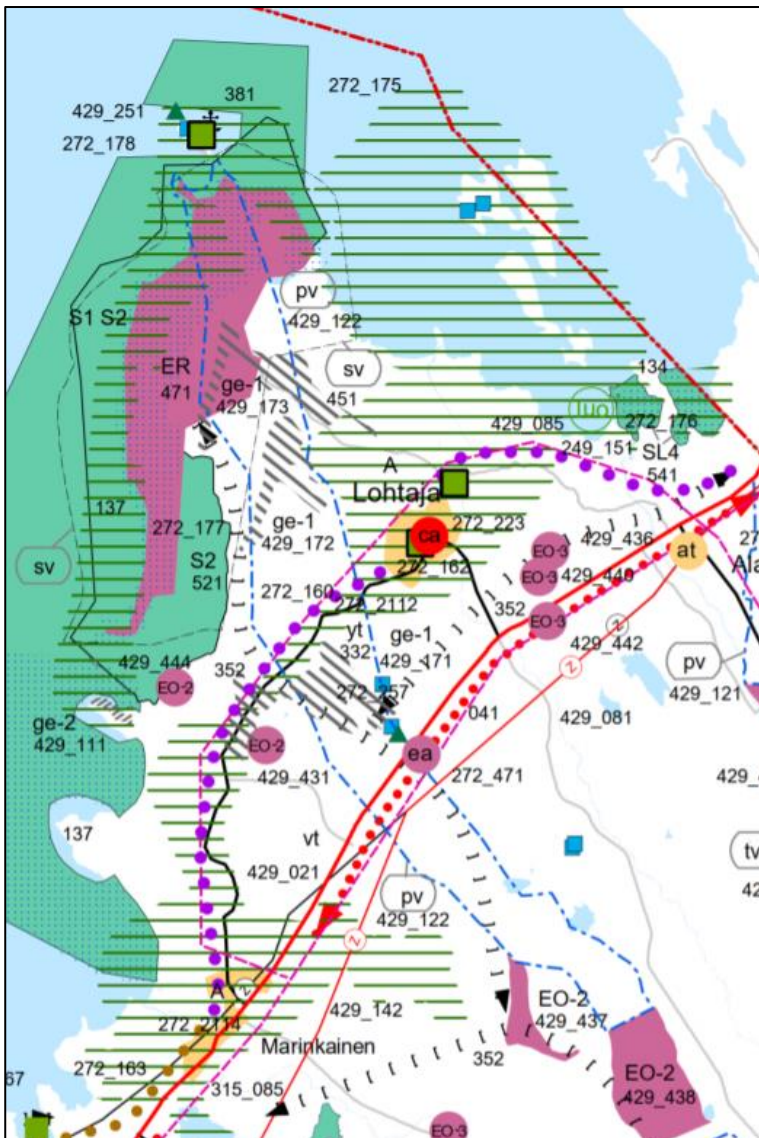 381
272_175
429_251
272_178
pv
429_122
S1 S2
sv
ER
471
ge-1
429_173
451
134
luo
429_085
272_176
249_151
SL4
541
A
Lohtaja
137
272_177
ge-1
429_172
272_223
ca
EO-3
429_436
at
sv
S2
521
272_162
EO-3
429_440
272_160
272_2112
352
EO-3
yt
332
ge-1
429_171
429_442
z
pv
429_444
352
z
429_121
EO-2
272_257
ge-2
429_111
041
429_081
EO-2
ea
429_431
272_471
137
vt
tv
429_021
pv
429_122
z
A
z
EO-2
429_142
429_437
272_2114
Marinkainen
352
272_163
EO-2
67
315_085
429_438
EO-3